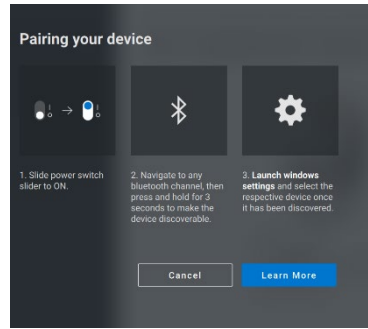 Pairing your device
1. Slide power switch
slider to ON.
2. Navigate to any
bluetooth channel, then
press and hold for 3
seconds to make the
device discoverable.
3. Launch windows
settings and select the
respective device once
it has been discovered.
Cancel
Learn More